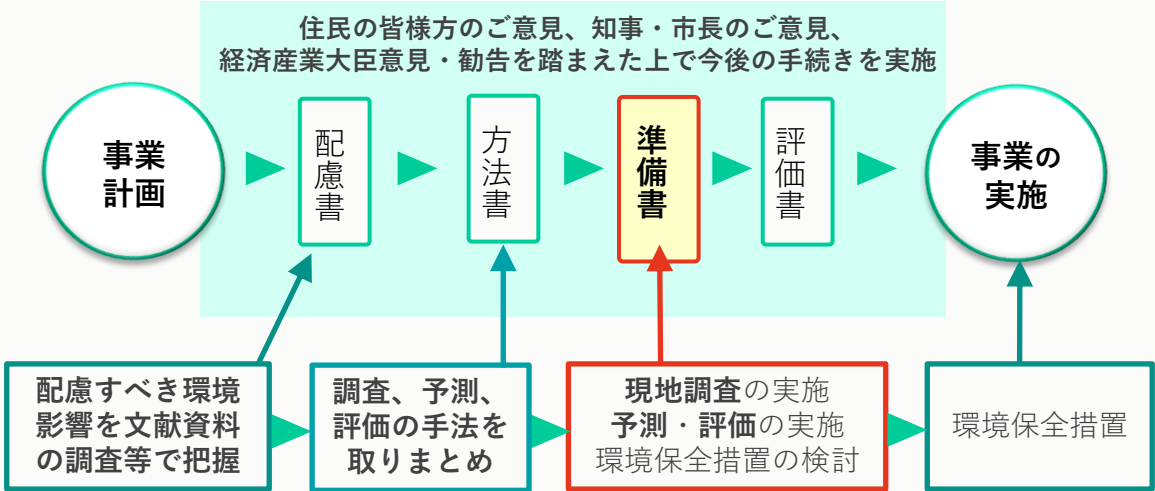 住民の皆様方のご意見、知事・市長のご意見、
経済産業大臣意見・勧告を踏まえた上で今後の手続きを実施
事業
計画
配慮書
方法書
準備書
評価書
事業の
実施
配慮すべき環境
影響を文献資料
の調査等で把握
調査、予測、
評価の手法を
取りまとめ
現地調査の実施
予測・評価の実施
環境保全措置の検討
環境保全措置